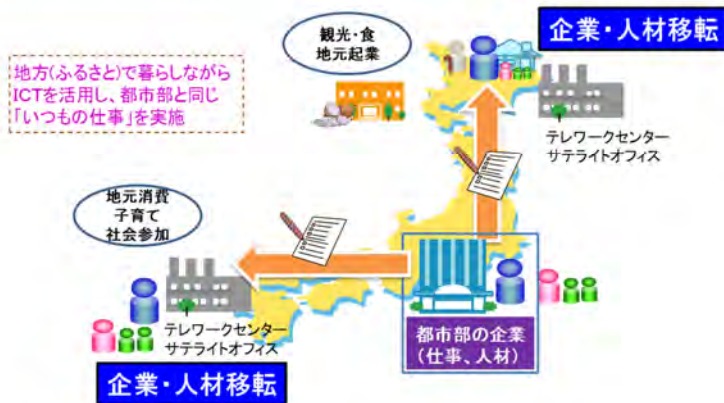 観光・食
地元起業
企業・人材移転
地方(ふるさと)で暮らしながら
ICTを活用し、都市部と同じ
「いつもの仕事」を実施
テレワークセンター
サテライトオフィス
地元消費
子育て
社会参加
テレワークセンター
サテライトオフィス
都市部の企業
(仕事、人材)
企業・人材移転